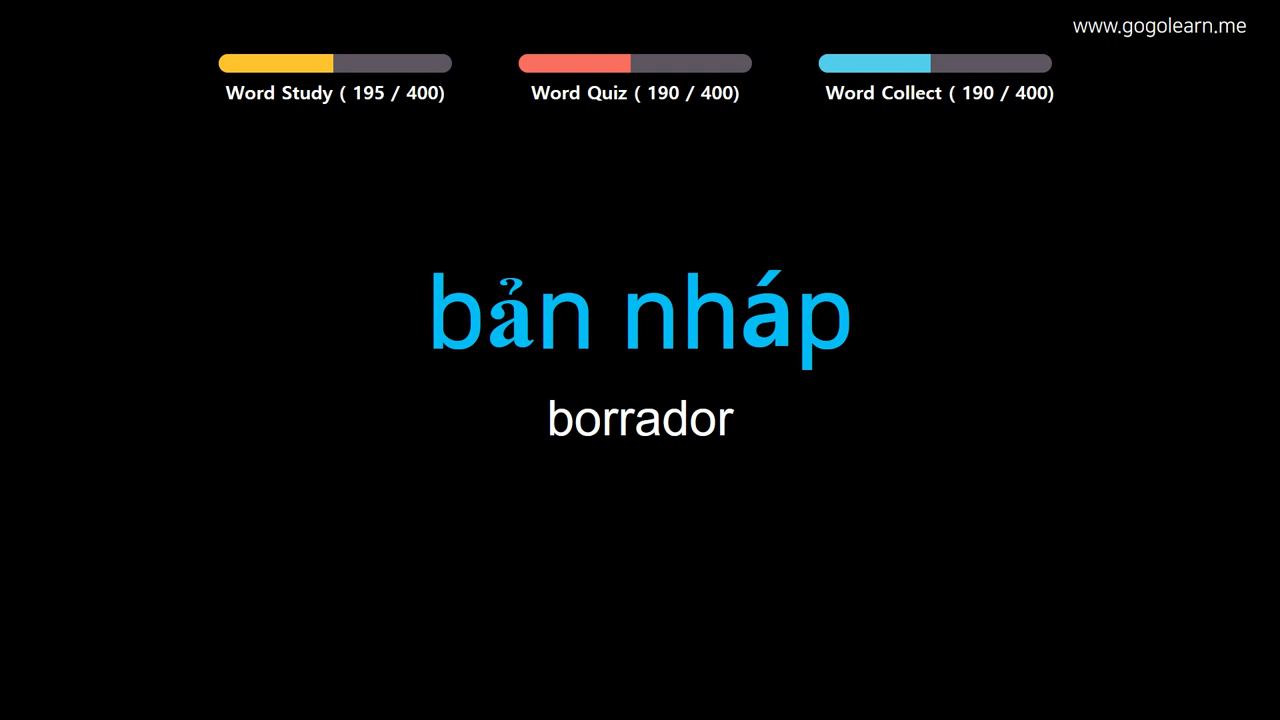 www.gogolearn.me
Word Study ( 195 / 400)
Word Quiz ( 190 / 400)
Word Collect ( 190 / 400)
bản nháp
borrador